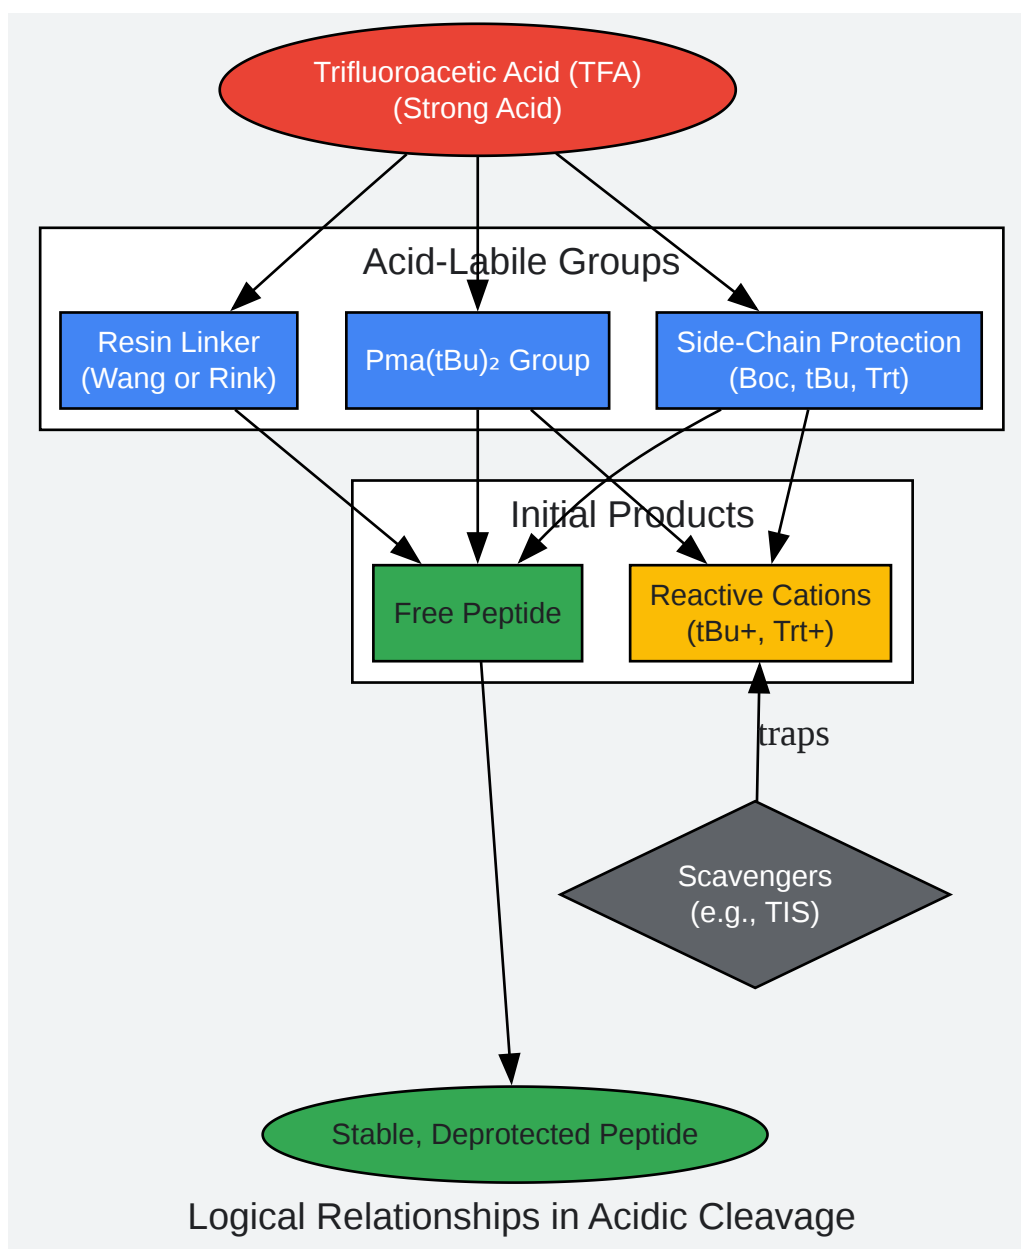 Trifluoroacetic Acid (TFA)
(Strong Acid)
Acid-Labile Groups
Resin Linker
(Wang or Rink)
Pma(tBu)₂ Group
Side-Chain Protection
(Boc, tBu, Trt)
Initial Products
Free Peptide
Reactive Cations
(tBu+, Trt+)
traps
Scavengers
(e.g., TIS)
Stable, Deprotected Peptide
Logical Relationships in Acidic Cleavage